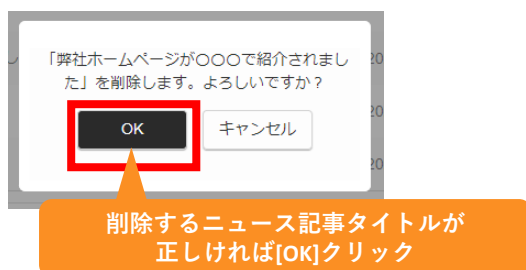 「弊社ホームページが〇〇〇で紹介されまし
た」を削除します。よろしいですか？
OK
キャンセル
20
20
20
削除するニュース記事タイトルが
正しければ[OK]クリック